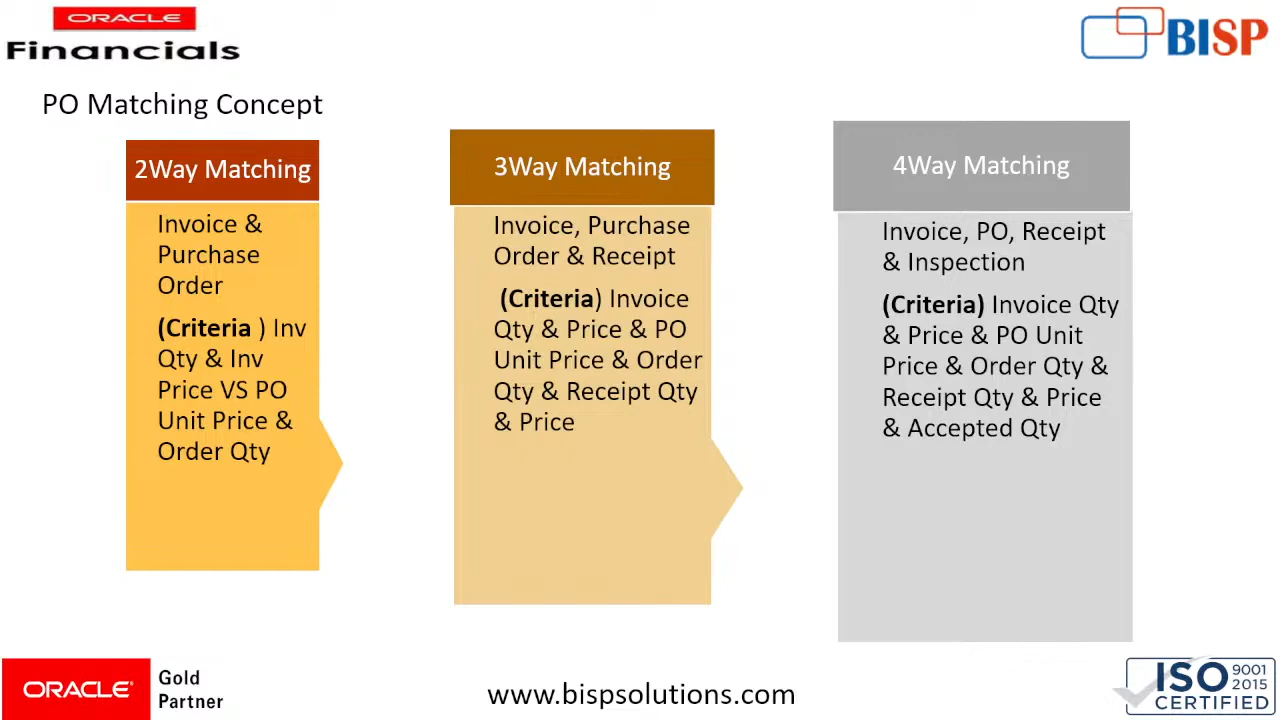 ORACLE
Financials
BISP
PO Matching Concept
2Way Matching
Invoice &
Purchase
Order
(Criteria ) Inv
Qty & Inv
Price VS PO
Unit Price &
Order Qty
3Way Matching
Invoice, Purchase
Order & Receipt
(Criteria) Invoice
Qty & Price & PO
Unit Price & Order
Qty & Receipt Qty
& Price
4Way Matching
Invoice, PO, Receipt
& Inspection
(Criteria) Invoice Qty
& Price & PO Unit
Price & Order Qty &
Receipt Qty & Price
& Accepted Qty
ORACLE
Gold
Partner
www.bispsolutions.com
ISO 9001
2015
CERTIFIED